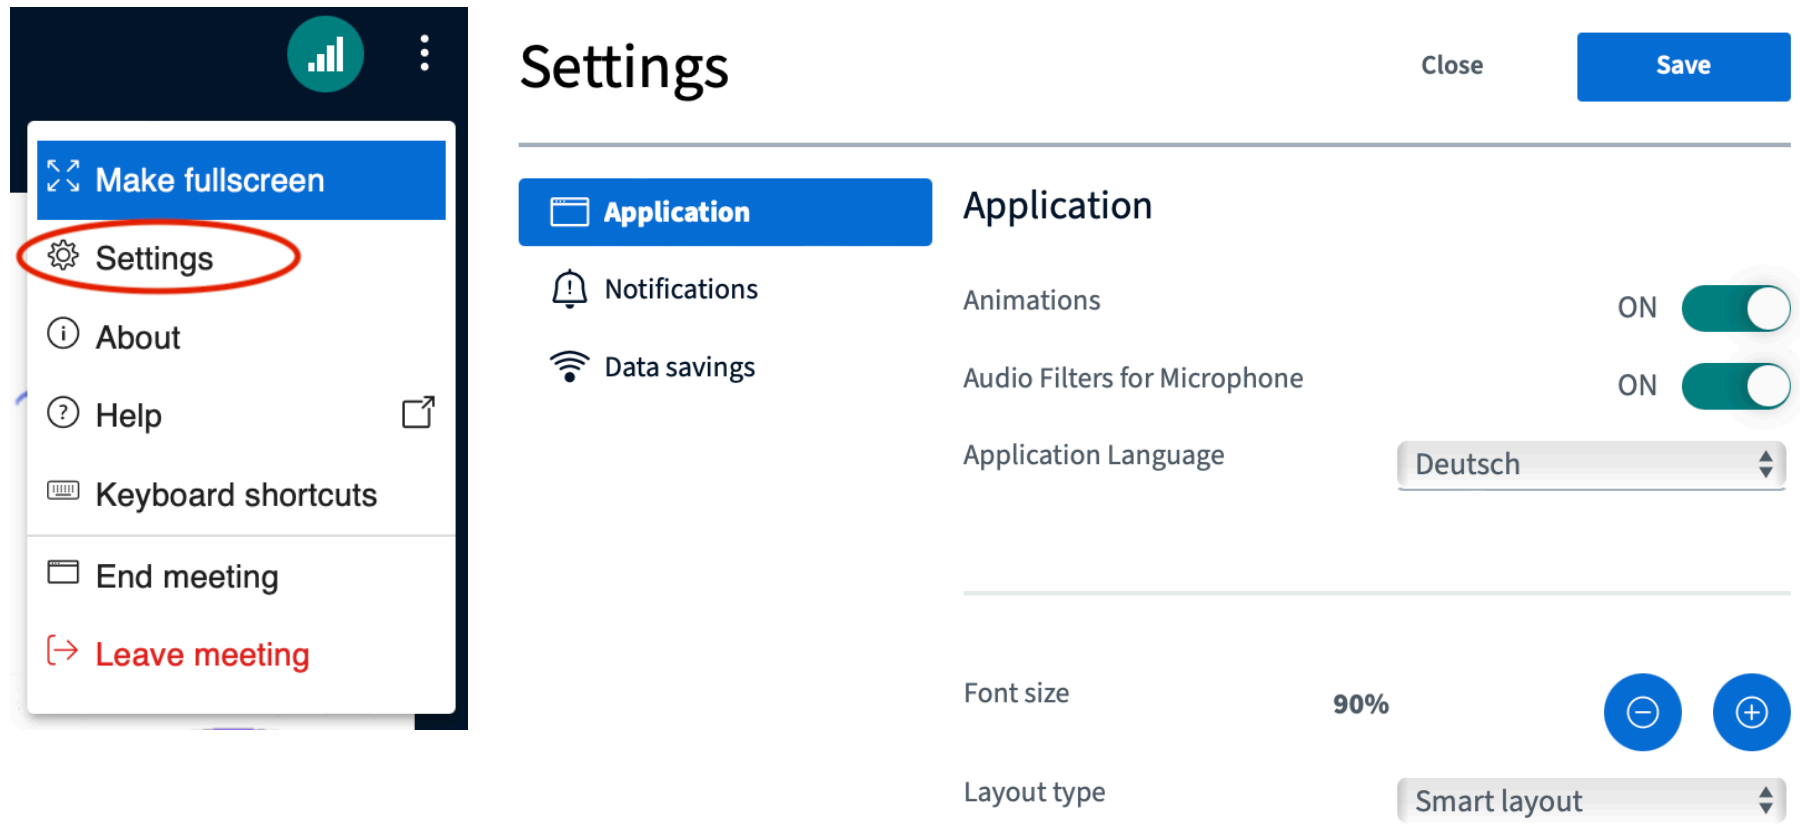 Make fullscreen
Settings
About
Help
Keyboard shortcuts
End meeting
Leave meeting
Settings
Close
Save
Application
Notifications
Data savings
Application
Animations
ON
Audio Filters for Microphone
ON
Application Language
Deutsch
Font size
90%
Layout type
Smart layout